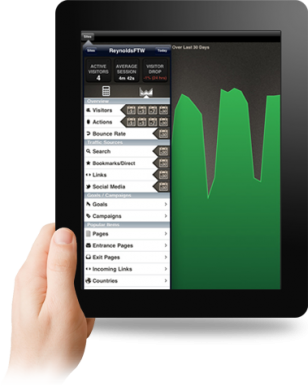 Sites
Sites ReynoldsFTW Today
Over Last 30 Days
ACTIVE VISITORS
4
AVERAGE SESSION
4m 42s
VISITOR DROP
Overview
Visitors
Actions
Bounce Rate
Traffic Sources
Search
Bookmarks/Direct
Links
Social Media
Goals / Campaigns
Goals
Campaigns
Popular Items
Pages
Entrance Pages
Exit Pages
Incoming Links
Countries